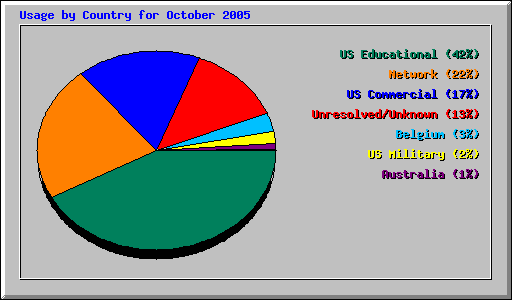 Usage by Country for October 2005
US Educational (42%)
Network (22%)
US Commercial (17%)
Unresolved/Unknown (13%)
Belgium (3%)
US Military (2%)
Australia (1%)